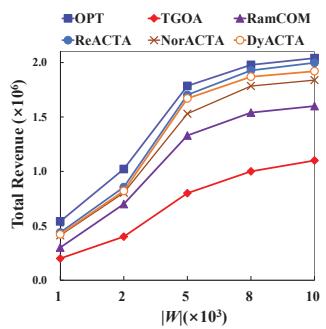 OPT TGOA RamCOM
ReACTA NorACTA DyACTA
Total Revenue (×10⁶)
2.0
1.5
1.0
0.5
0.0
1 2 5 8 10
|W|(×10³)